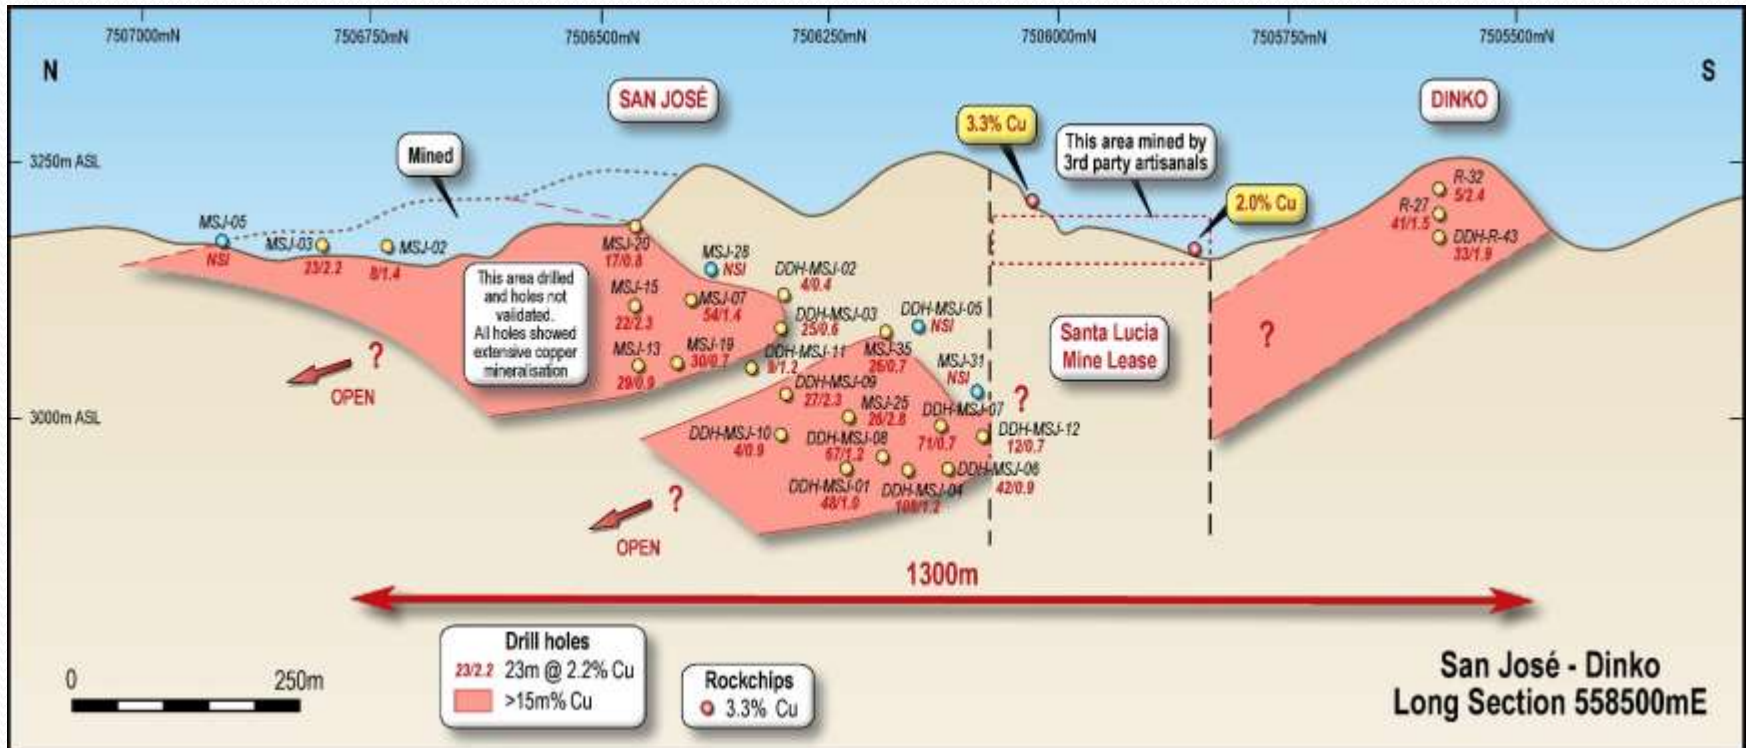 7507000mN
7506750mN
7506500mN
7506250mN
7506000mN
7505750mN
7505500mN
N
S
SAN JOSÉ
DINKO
3.3% Cu
This area mined by
3rd party artisanals
Mined
3250m ASL
2.0% Cu
R-32
5/2.4
R-27
41/1.5
DDH-R-43
33/1.9
MSJ-05
NSI
MSJ-03
23/2.2
MSJ-02
8/1.4
MSJ-20
17/0.8
MSJ-28
NSI
This area drilled
and holes not
validated.
All holes showed
extensive copper
mineralisation
DDH-MSJ-02
4/0.4
MSJ-15
22/2.3
MSJ-07
54/1.4
DDH-MSJ-03
25/0.6
DDH-MSJ-05
NSI
MSJ-13
29/0.9
MSJ-19
30/0.7
DDH-MSJ-11
9/1.2
MSJ-35
26/0.7
MSJ-31
NSI
Santa Lucia
Mine Lease
?
?
OPEN
DDH-MSJ-09
27/2.3
MSJ-25
26/2.8
DDH-MSJ-07
71/0.7
?
3000m ASL
DDH-MSJ-10
4/0.9
DDH-MSJ-08
67/1.2
DDH-MSJ-12
12/0.7
DDH-MSJ-01
48/1.0
DDH-MSJ-04
108/1.2
DDH-MSJ-06
42/0.9
?
OPEN
1300m
0
250m
Drill holes
23/2.2 23m @ 2.2% Cu
>15m% Cu
Rockchips
3.3% Cu
San José - Dinko
Long Section 558500mE